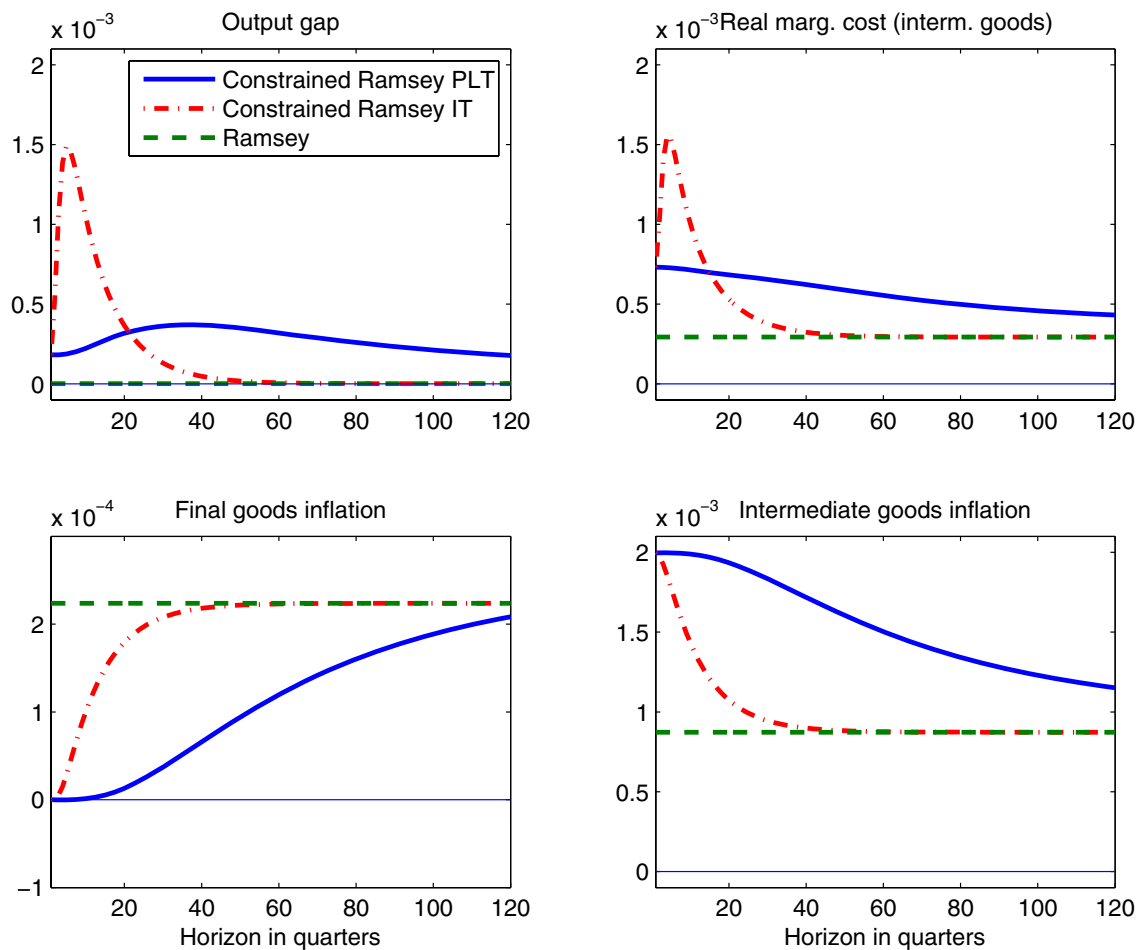 x 10⁻³ Output gap
2
1.5
1
0.5
0
20 40 60 80 100 120
Constrained Ramsey PLT
Constrained Ramsey IT
Ramsey
x 10⁻³ Real marg. cost (interm. goods)
2
1.5
1
0.5
0
20 40 60 80 100 120
x 10⁻⁴ Final goods inflation
2
1
0
−1
20 40 60 80 100 120
Horizon in quarters
x 10⁻³ Intermediate goods inflation
2
1.5
1
0.5
0
20 40 60 80 100 120
Horizon in quarters